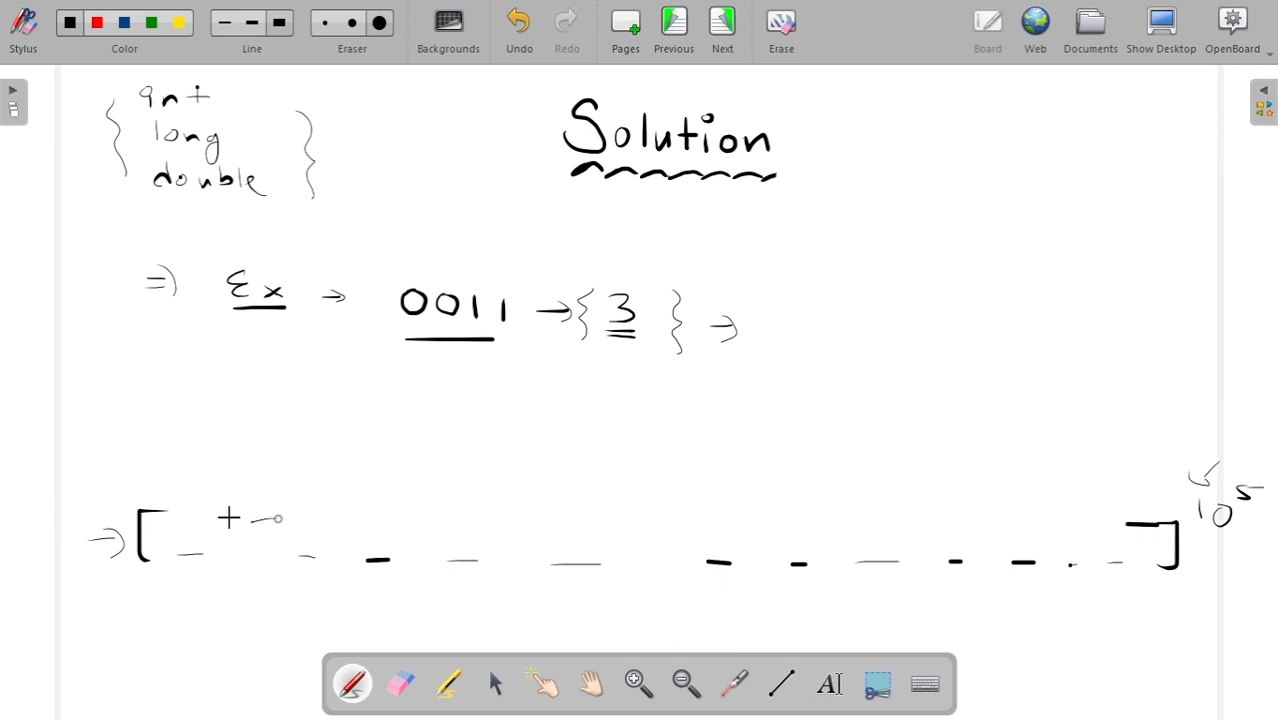 Stylus Color Line Eraser Backgrounds Undo Redo Pages Previous Next Erase Board Web Documents Show Desktop OpenBoard
int
long
double
Solution
=> Ex → 0011 → { 3 } →
10^5
→ [ _ + _ _ _ _ _ _ _ _ _ _ . _ ]